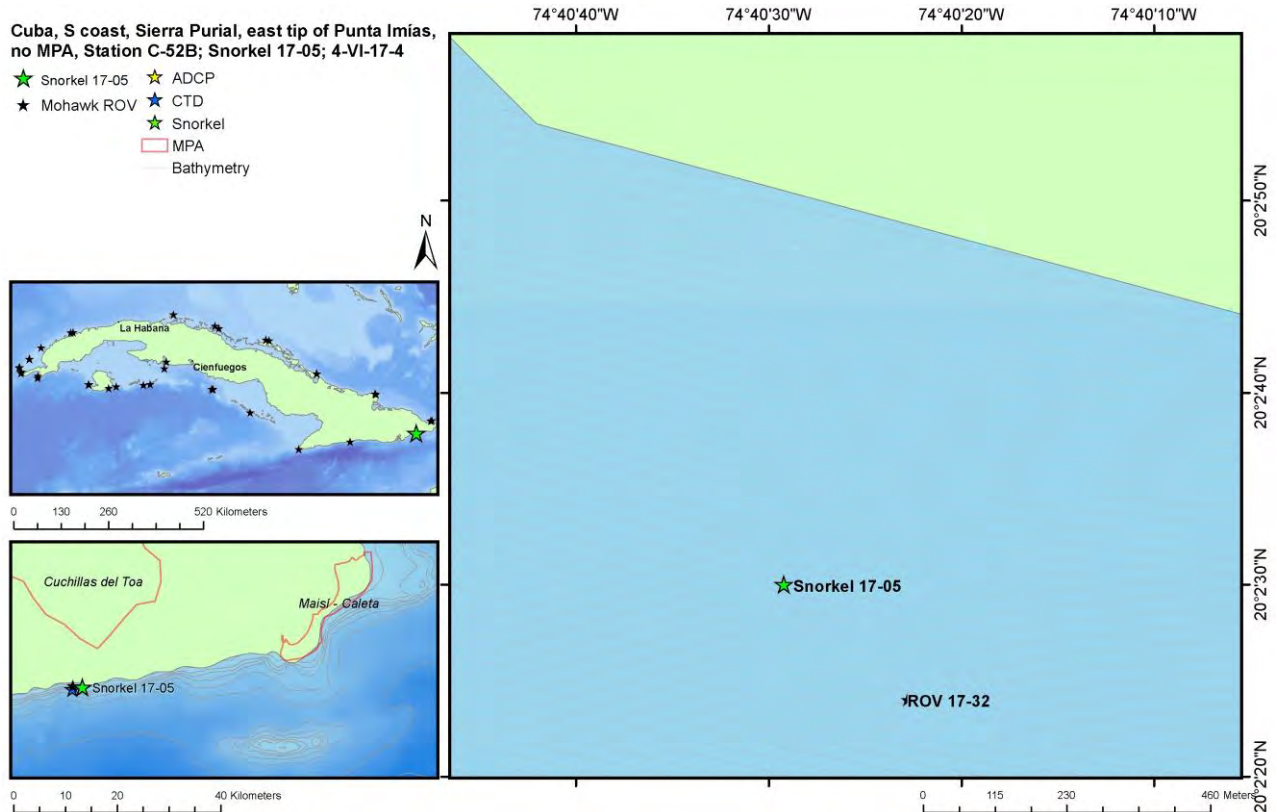 Cuba, S coast, Sierra Purial, east tip of Punta Imías,
no MPA, Station C-52B; Snorkel 17-05; 4-VI-17-4
Snorkel 17-05
Mohawk ROV
ADCP
CTD
Snorkel
MPA
Bathymetry
N
La Habana
Cienfuegos
0 130 260 520 Kilometers
Cuchillas del Toa
Maisí - Caleta
Snorkel 17-05
0 10 20 40 Kilometers
74°40'40"W 74°40'30"W 74°40'20"W 74°40'10"W
20°2'50"N
20°2'40"N
20°2'30"N
20°2'20"N
Snorkel 17-05
ROV 17-32
0 115 230 460 Meters